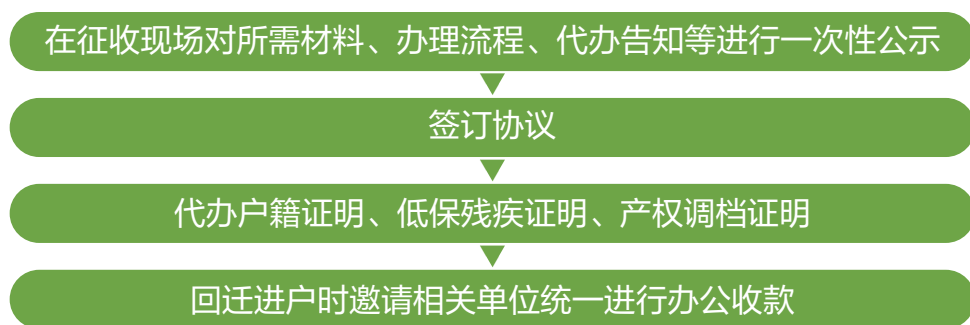 在征收现场对所需材料、办理流程、代办告知等进行一次性公示
签订协议
代办户籍证明、低保残疾证明、产权调档证明
回迁进户时邀请相关单位统一进行办公收款